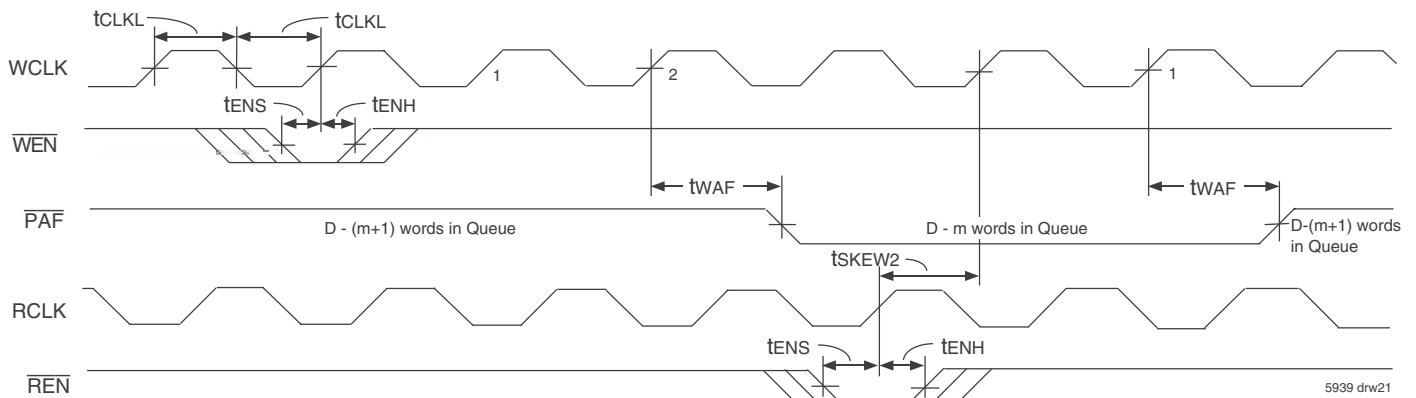 tCLKL
tCLKL
WCLK
1
2
1
tENS
tENH
WEN
tWAF
tWAF
PAF
D - (m+1) words in Queue
D - m words in Queue
D-(m+1) words
in Queue
tSKEW2
RCLK
tENS
tENH
REN
5939 drw21